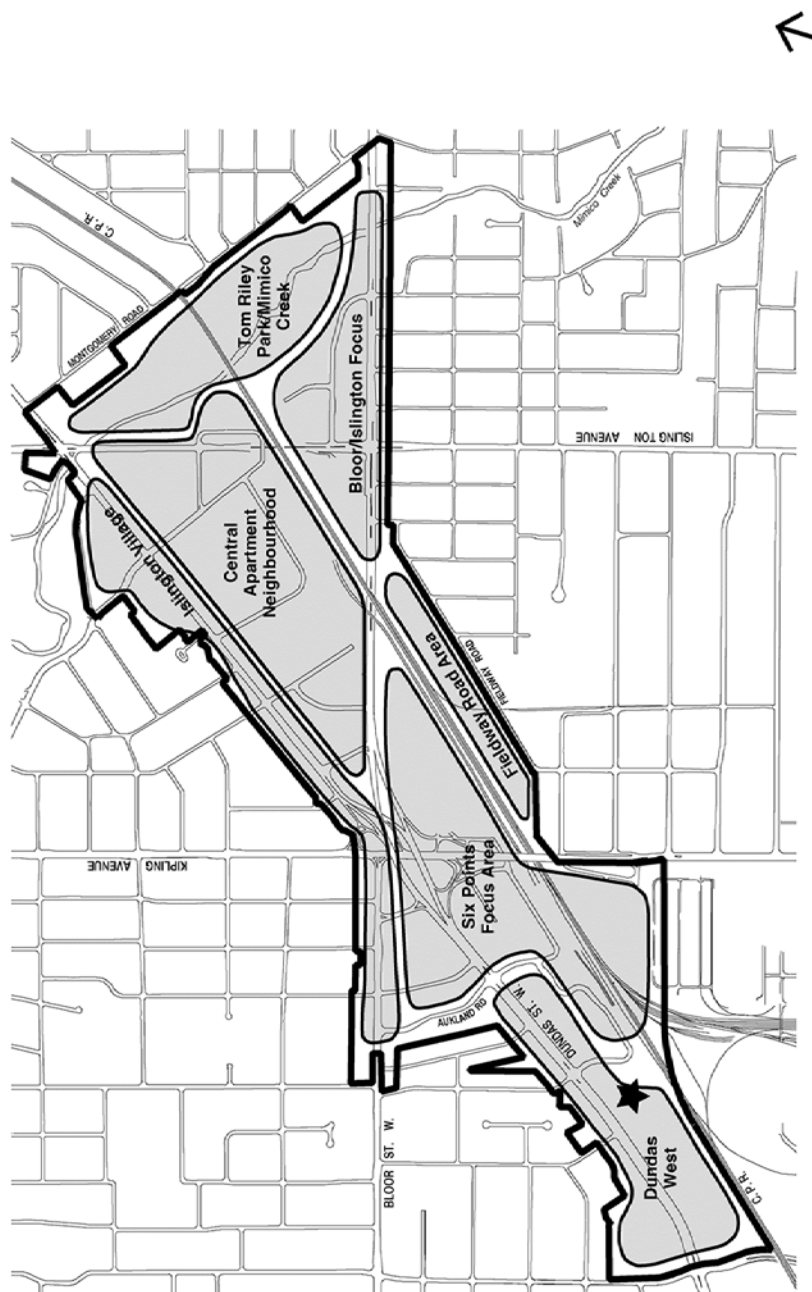 C.P.R.
MONTGOMERY ROAD
Tom Riley
Park/Mimico
Creek
Mimico Creek
Bloor/Islington Focus
ISLINGTON AVENUE
Islington Village
Central
Apartment
Neighbourhood
Fieldway Road Area
FIELDWAY ROAD
KIPLING
AVENUE
Six Points
Focus Area
AUKLAND RD
DUNDAS ST. W.
BLOOR ST. W.
Dundas
West
C.P.R.